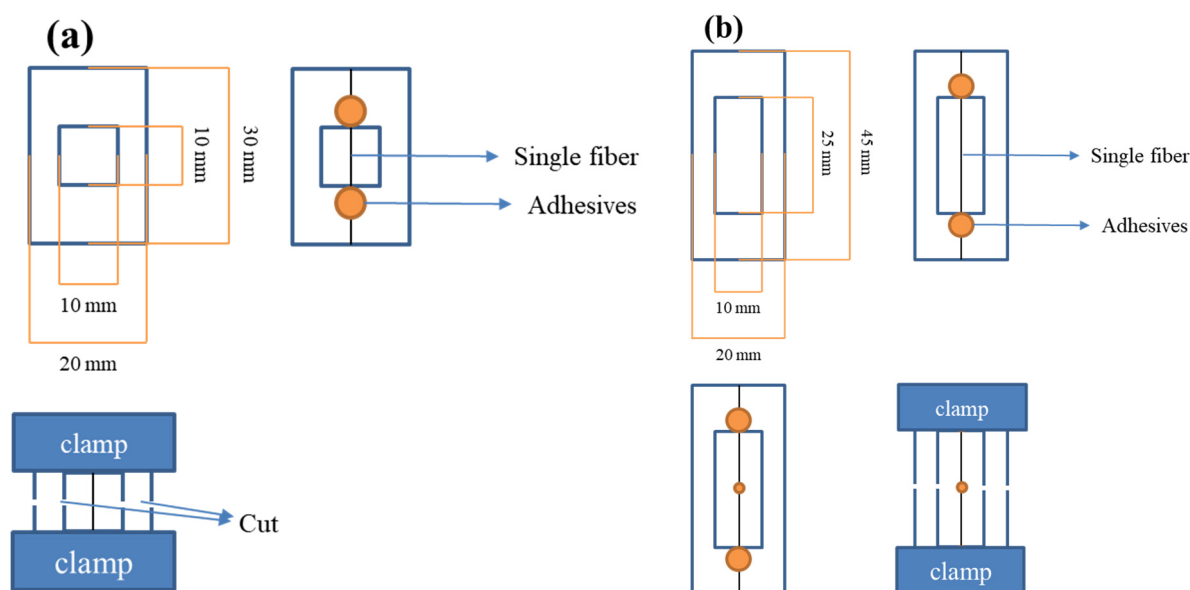 (a)
10 mm
30 mm
10 mm
20 mm
Single fiber
Adhesives
clamp
Cut
clamp
(b)
25 mm
45 mm
10 mm
20 mm
Single fiber
Adhesives
clamp
clamp